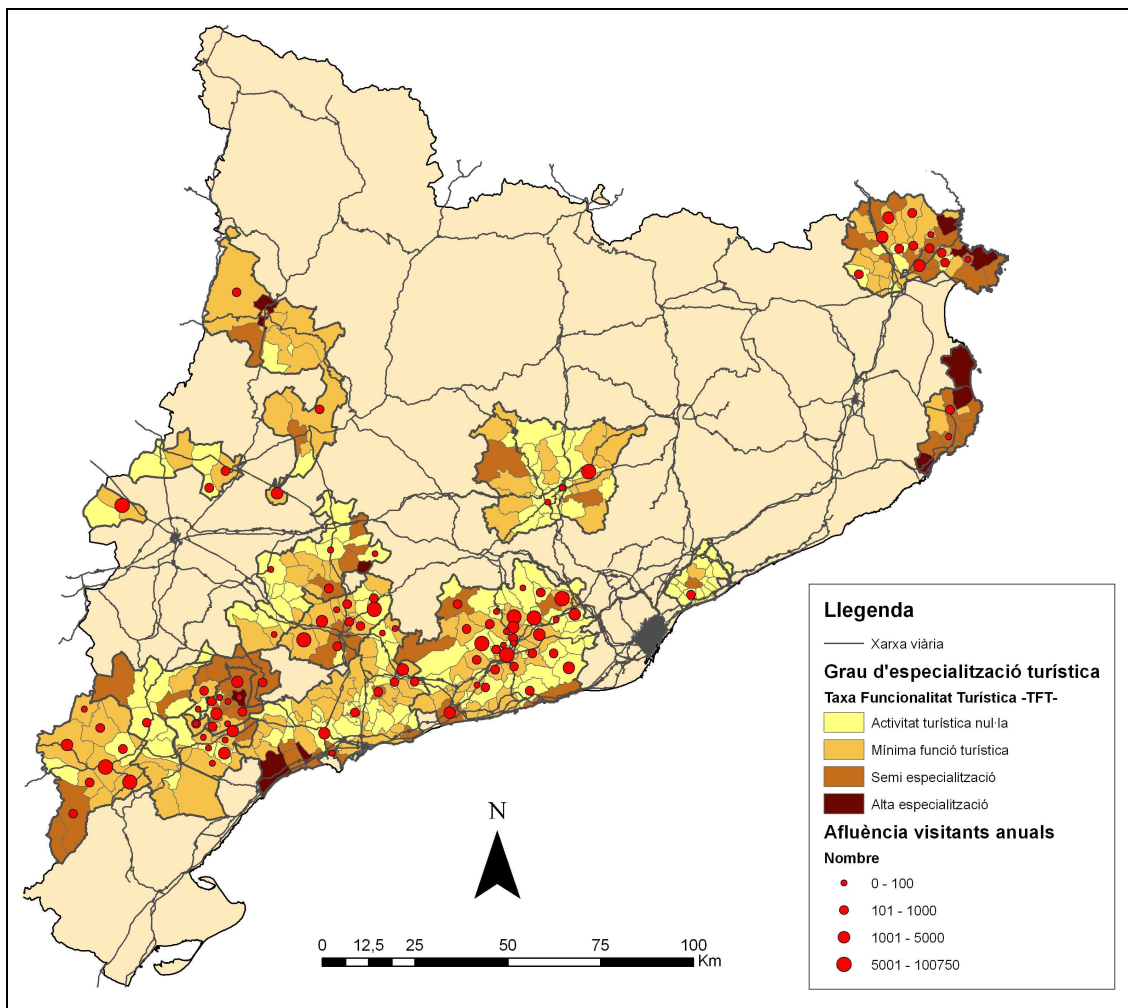 Llegenda
Xarxa viària
Grau d'especialització turística
Taxa Funcionalitat Turística -TFT-
Activitat turística nul·la
Mínima funció turística
Semi especialització
Alta especialització
Afluència visitants anuals
Nombre
0 - 100
101 - 1000
1001 - 5000
5001 - 100750
N
0 12,5 25 50 75 100
Km